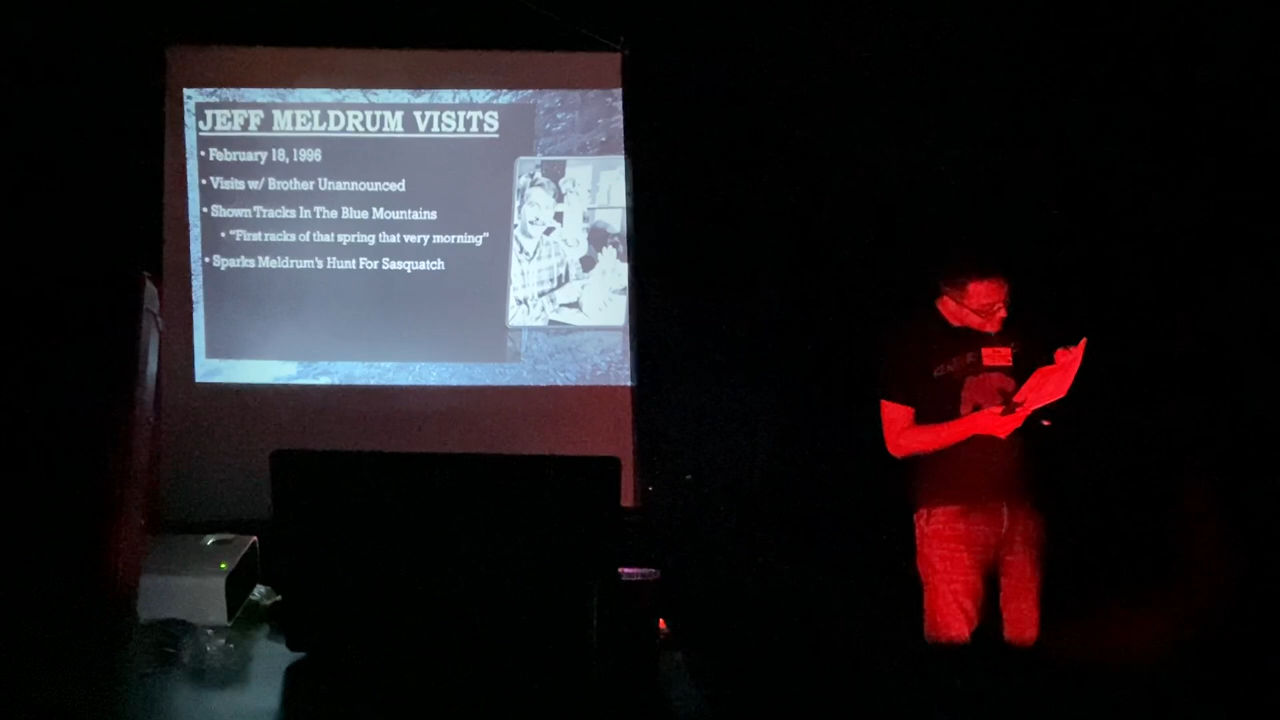 JEFF MELDRUM VISITS
• February 18, 1996
• Visits w/ Brother Unannounced
• Shown Tracks In The Blue Mountains
• "First racks of that spring that very morning"
• Sparks Meldrum's Hunt For Sasquatch